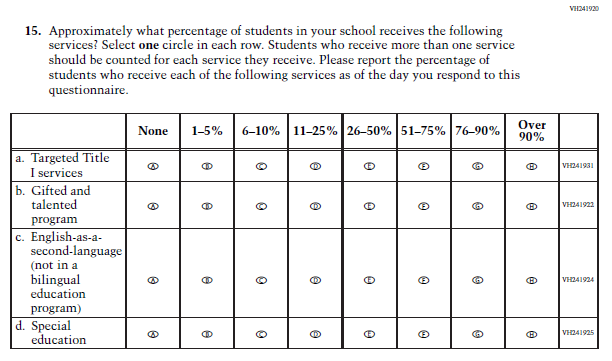 VH241920
15. Approximately what percentage of students in your school receives the following
services? Select one circle in each row. Students who receive more than one service
should be counted for each service they receive. Please report the percentage of
students who receive each of the following services as of the day you respond to this
questionnaire.
None 1–5% 6–10% 11–25% 26–50% 51–75% 76–90% Over
90%
a. Targeted Title
I services
A B C D E F G H VH241931
b. Gifted and
talented
program
A B C D E F G H VH241922
c. English-as-a-
second-language
(not in a
bilingual
education
program)
A B C D E F G H VH241924
d. Special
education
A B C D E F G H VH241925